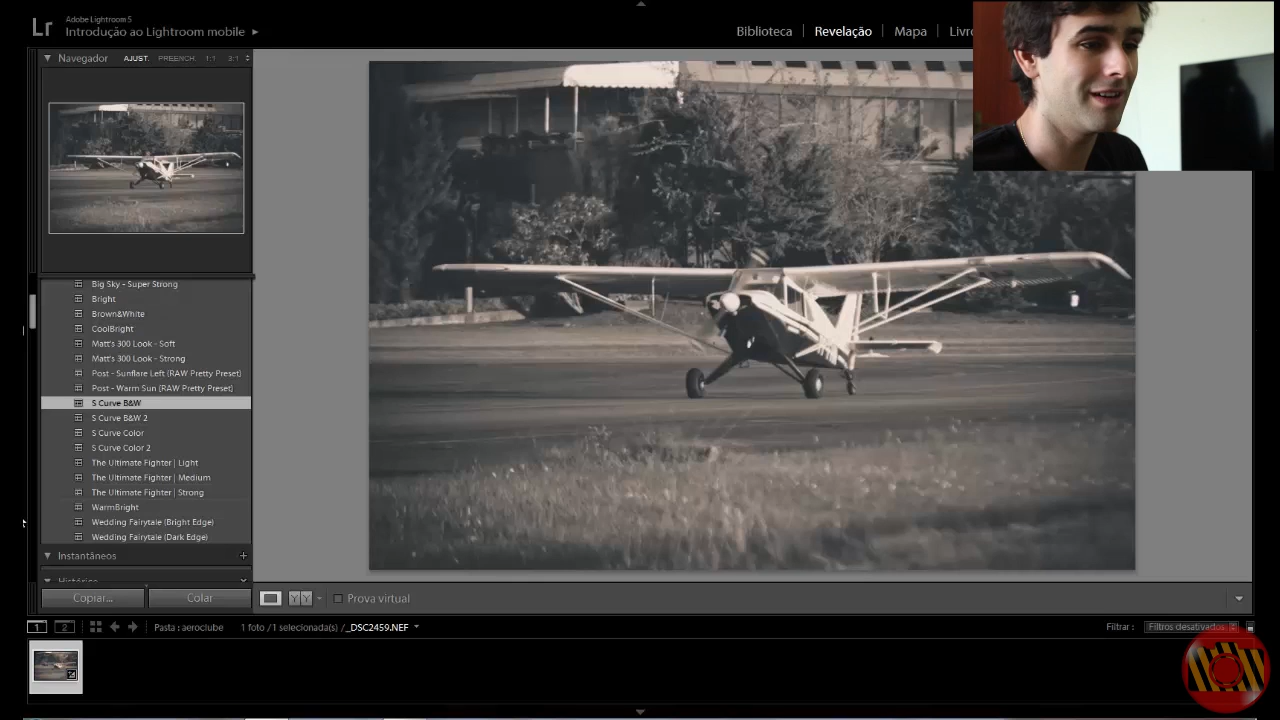 Lr
Adobe Lightroom 5
Introdução ao Lightroom mobile
Biblioteca | Revelação | Mapa | Livr
Navegador AJUST. PREENCH. 1:1 3:1
Big Sky - Super Strong
Bright
Brown&White
CoolBright
Matt's 300 Look - Soft
Matt's 300 Look - Strong
Post - Sunflare Left (RAW Pretty Preset)
Post - Warm Sun (RAW Pretty Preset)
S Curve B&W
S Curve B&W 2
S Curve Color
S Curve Color 2
The Ultimate Fighter | Light
The Ultimate Fighter | Medium
The Ultimate Fighter | Strong
WarmBright
Wedding Fairytale (Bright Edge)
Wedding Fairytale (Dark Edge)
Instantâneos +
Histórico
Copiar... Colar
YY Prova virtual
1 2 Pasta : aeroclube 1 foto /1 selecionada(s) /_DSC2459.NEF Filtrar : Filtros desativados